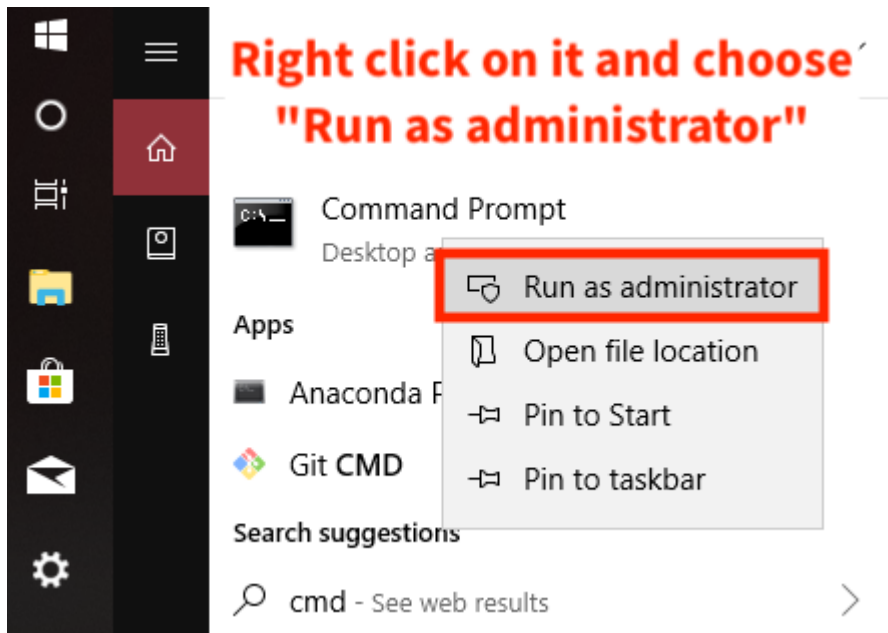 Right click on it and choose
"Run as administrator"
C:\
Command Prompt
Desktop a
Run as administrator
Apps
Open file location
Anaconda P
Pin to Start
Git CMD
Pin to taskbar
Search suggestions
cmd - See web results